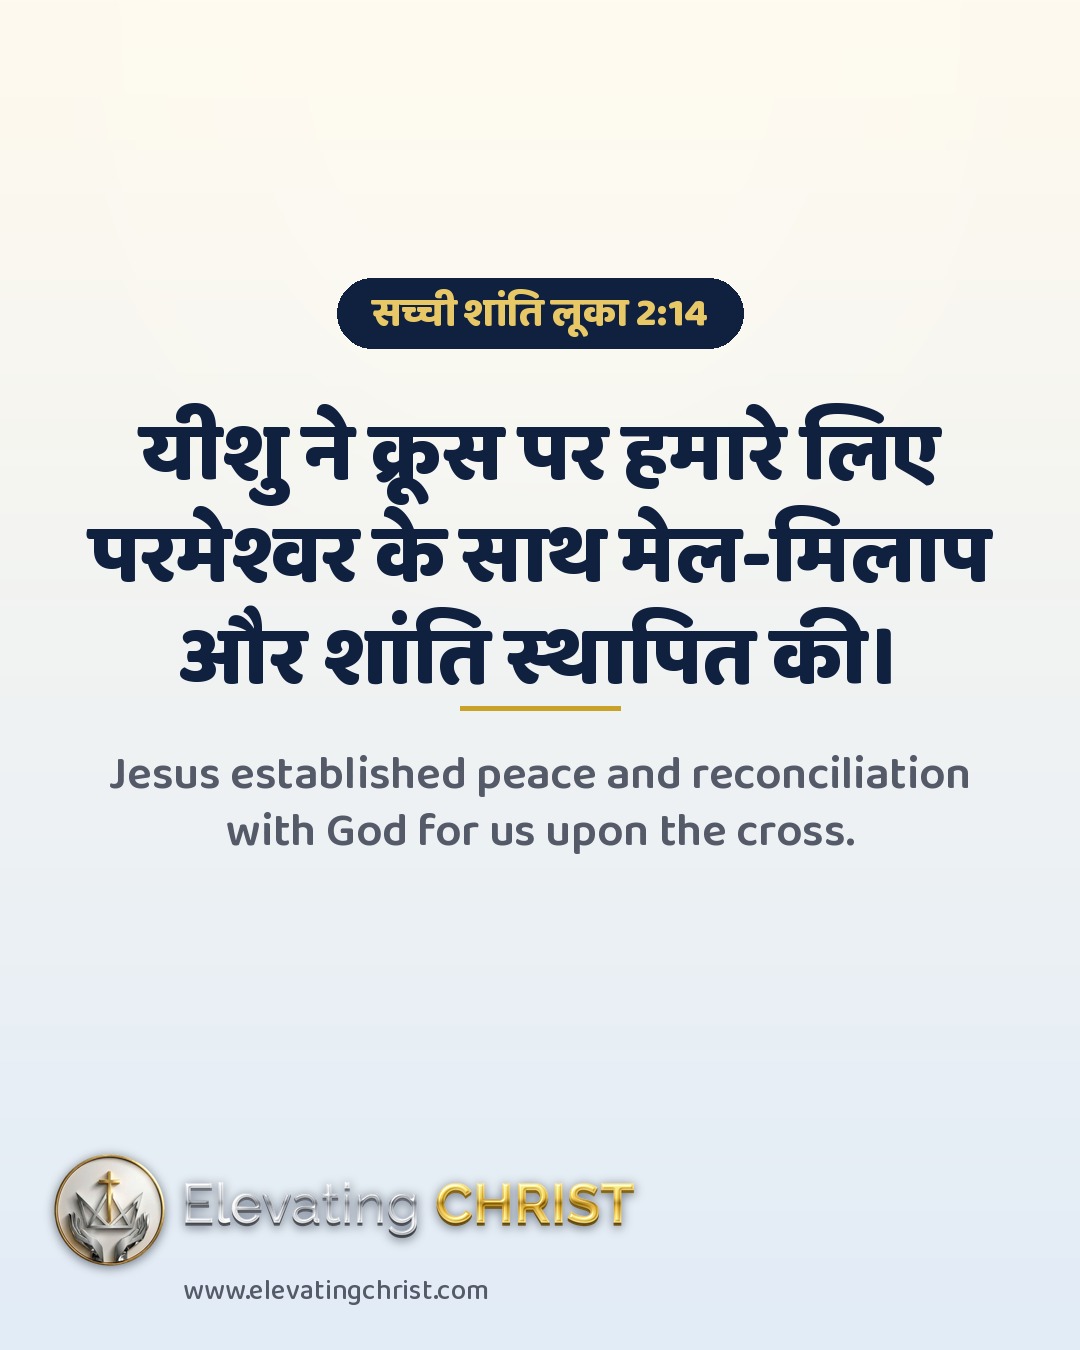 सच्ची शांति लूका 2:14
यीशु ने क्रूस पर हमारे लिए
परमेश्वर के साथ मेल-मिलाप
और शांति स्थापित की।
Jesus established peace and reconciliation
with God for us upon the cross.
Elevating CHRIST
www.elevatingchrist.com